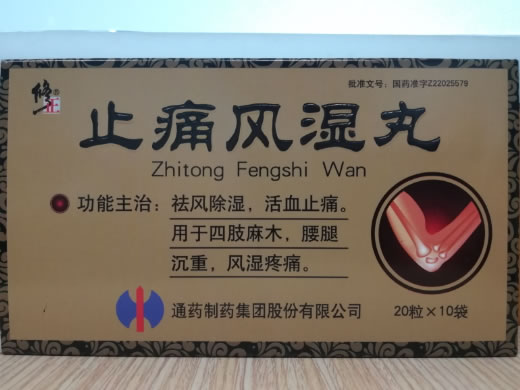 修正®
批准文号：国药准字Z22025579
止痛风湿丸
Zhitong Fengshi Wan
功能主治：祛风除湿，活血止痛。
用于四肢麻木，腰腿
沉重，风湿疼痛。
通药制药集团股份有限公司
20粒×10袋